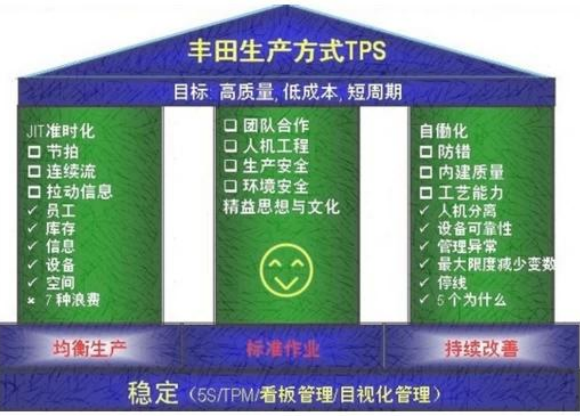 丰田生产方式TPS
目标: 高质量, 低成本, 短周期
JIT准时化
节拍
连续流
拉动信息
员工
库存
信息
设备
空间
7种浪费
团队合作
人机工程
生产安全
环境安全
精益思想与文化
自働化
防错
内建质量
工艺能力
人机分离
设备可靠性
管理异常
最大限度减少变数
停线
5个为什么
均衡生产
标准作业
持续改善
稳定（5S/TPM/看板管理/目视化管理）